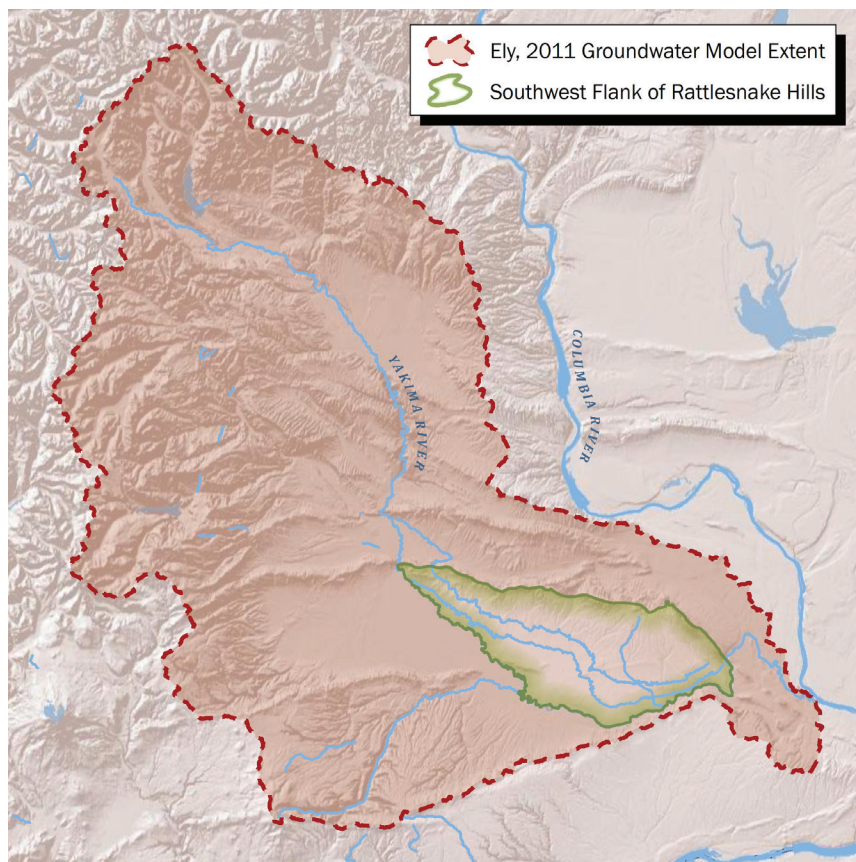 Ely, 2011 Groundwater Model Extent
Southwest Flank of Rattlesnake Hills
YAKIMA RIVER
COLUMBIA RIVER